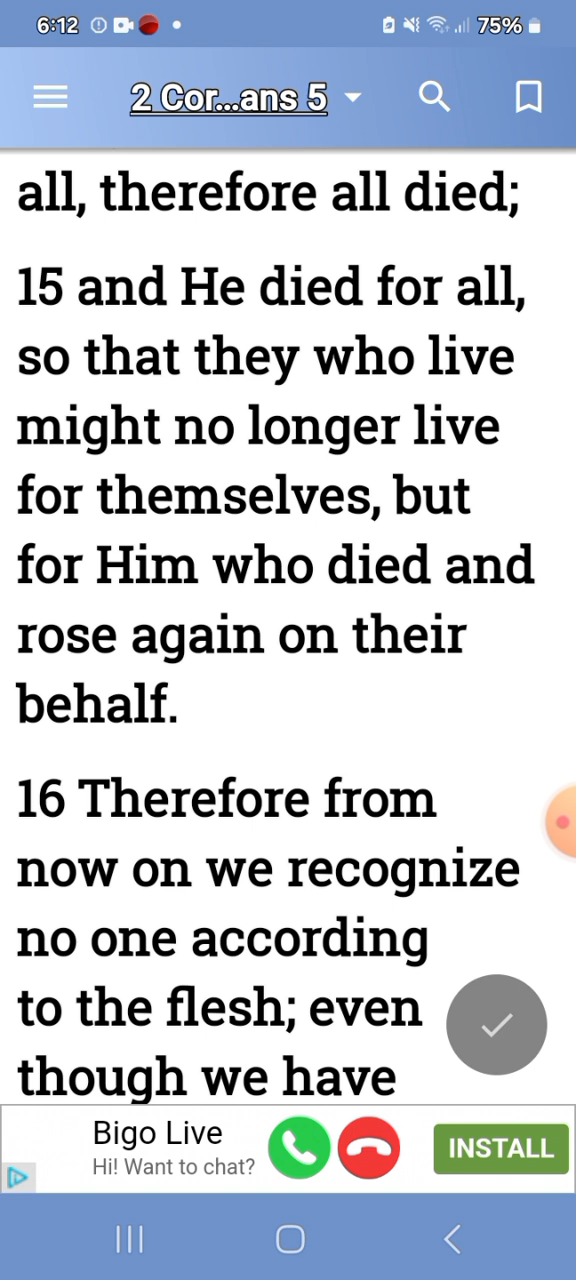 6:12 75%
2 Cor...ans 5
all, therefore all died;
15 and He died for all,
so that they who live
might no longer live
for themselves, but
for Him who died and
rose again on their
behalf.
16 Therefore from
now on we recognize
no one according
to the flesh; even
though we have
Bigo Live
Hi! Want to chat?
INSTALL